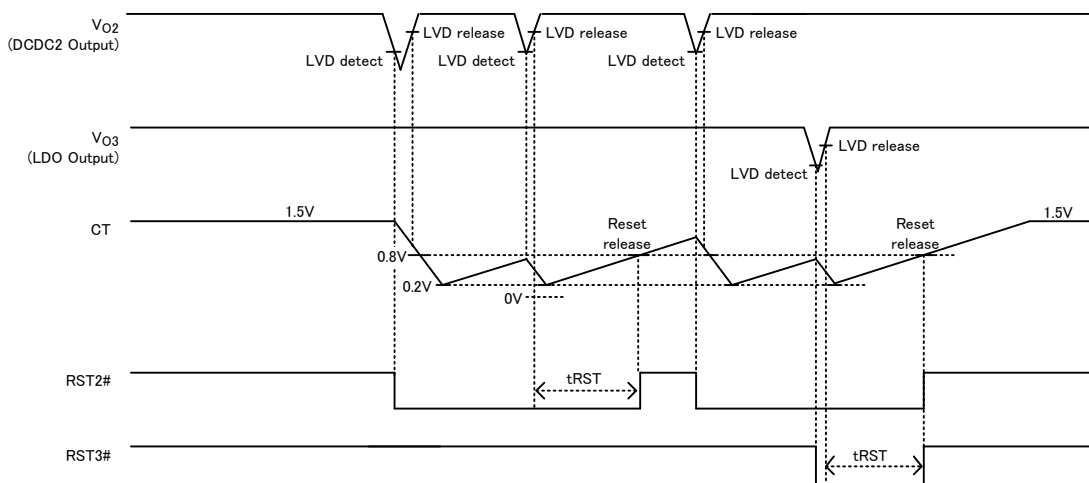 VO2
(DCDC2 Output)
LVD release
LVD release
LVD release
LVD detect
LVD detect
LVD detect
VO3
(LDO Output)
LVD release
LVD detect
CT
1.5V
Reset
release
Reset
release
1.5V
0.8V
0.2V
0V
RST2#
tRST
RST3#
tRST